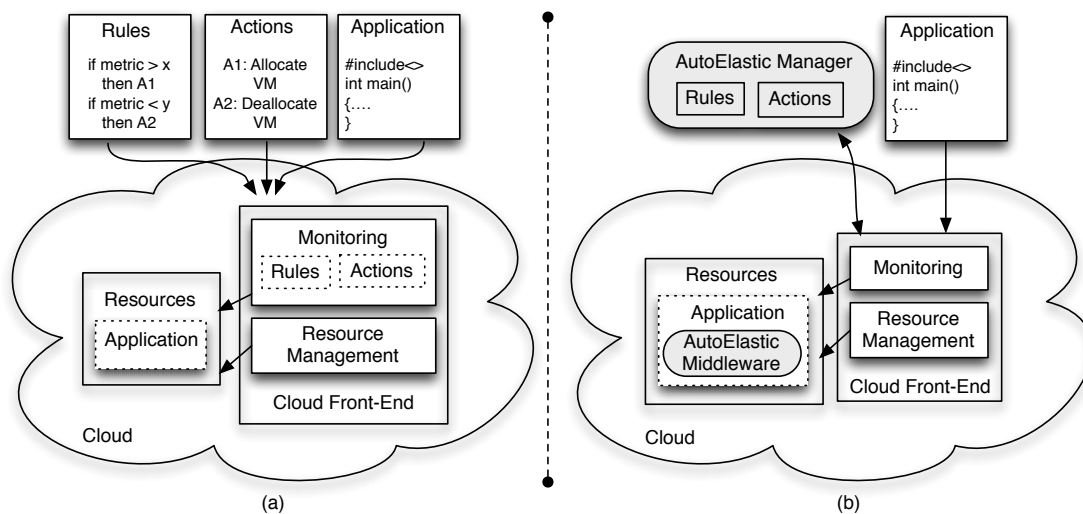 Rules
if metric > x
then A1
if metric < y
then A2
Actions
A1: Allocate
VM
A2: Deallocate
VM
Application
#include<>
int main()
{....
}
Monitoring
Rules
Actions
Resources
Application
Resource
Management
Cloud Front-End
Cloud
(a)
AutoElastic Manager
Rules
Actions
Application
#include<>
int main()
{....
}
Resources
Application
AutoElastic
Middleware
Monitoring
Resource
Management
Cloud Front-End
Cloud
(b)